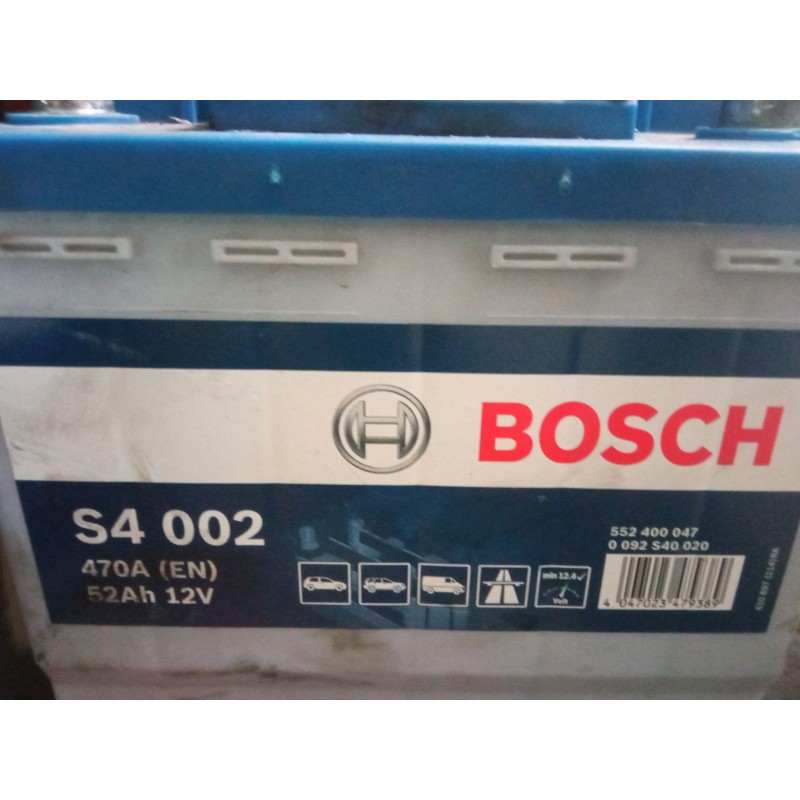 BOSCH
S4 002
470A (EN)
52Ah 12V
min 12.4✓
Volt
552 400 047
0 092 S40 020
4 047023 479389